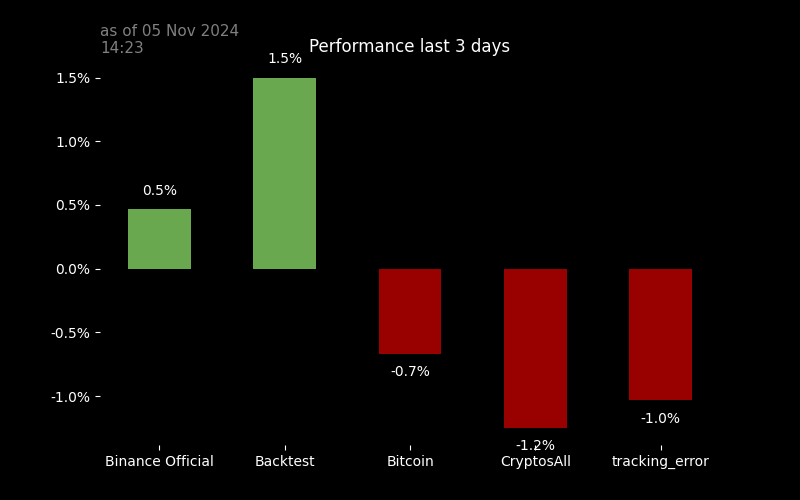 as of 05 Nov 2024
14:23
Performance last 3 days
1.5%
1.5%
1.0%
0.5%
0.5%
0.0%
-0.5%
-0.7%
-1.0%
-1.0%
-1.2%
Binance Official
Backtest
Bitcoin
CryptosAll
tracking_error